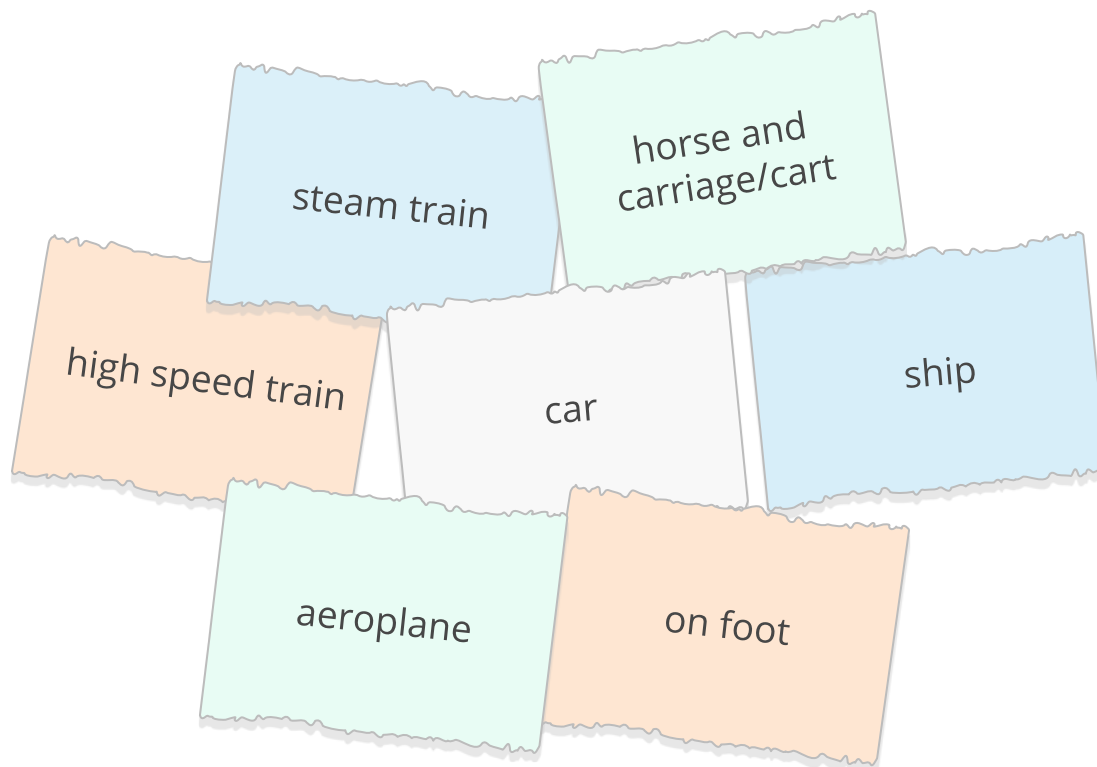 horse and
carriage/cart
steam train
high speed train
car
ship
aeroplane
on foot